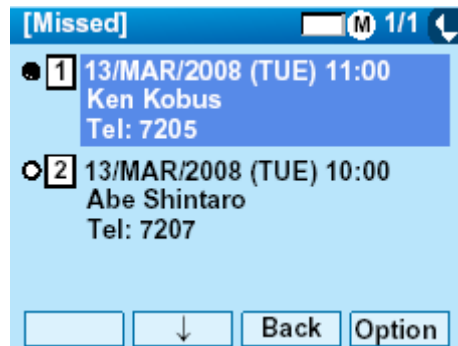 [Missed] M 1/1
1 13/MAR/2008 (TUE) 11:00
Ken Kobus
Tel: 7205
2 13/MAR/2008 (TUE) 10:00
Abe Shintaro
Tel: 7207
↓ Back Option